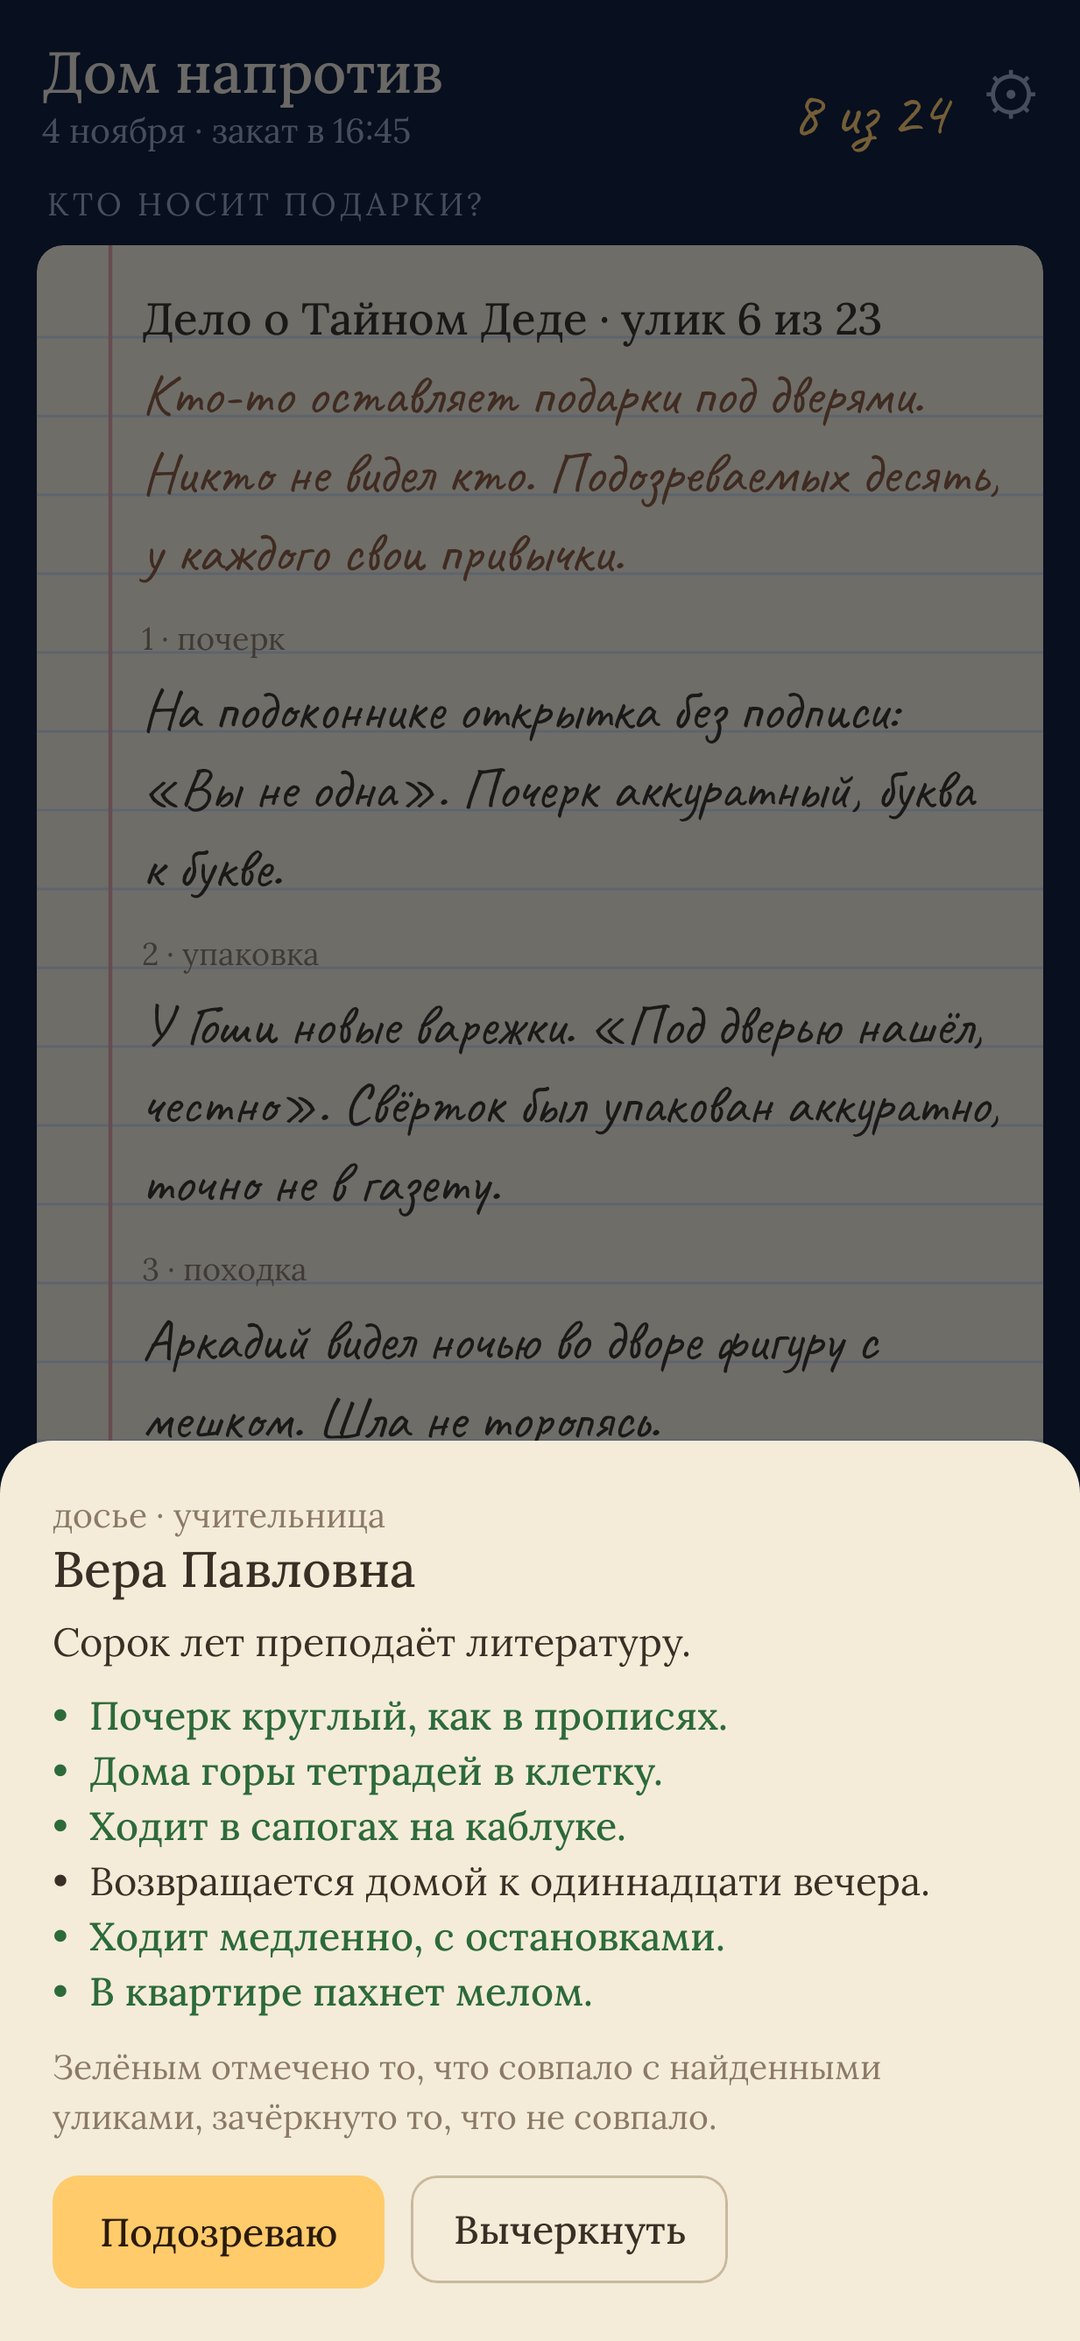 Дом напротив
4 ноября · закат в 16:45
8 из 24
КТО НОСИТ ПОДАРКИ?
Дело о Тайном Деде · улик 6 из 23
Кто-то оставляет подарки под дверями.
Никто не видел кто. Подозреваемых десять,
у каждого свои привычки.
1 · почерк
На подоконнике открытка без подписи:
«Вы не одна». Почерк аккуратный, буква
к букве.
2 · упаковка
У Гоши новые варежки. «Под дверью нашёл,
честно». Свёрток был упакован аккуратно,
точно не в газету.
3 · походка
Аркадий видел ночью во дворе фигуру с
мешком. Шла не торопясь.
досье · учительница
Вера Павловна
Сорок лет преподаёт литературу.
• Почерк круглый, как в прописях.
• Дома горы тетрадей в клетку.
• Ходит в сапогах на каблуке.
• Возвращается домой к одиннадцати вечера.
• Ходит медленно, с остановками.
• В квартире пахнет мелом.
Зелёным отмечено то, что совпало с найденными
уликами, зачёркнуто то, что не совпало.
Подозреваю
Вычеркнуть